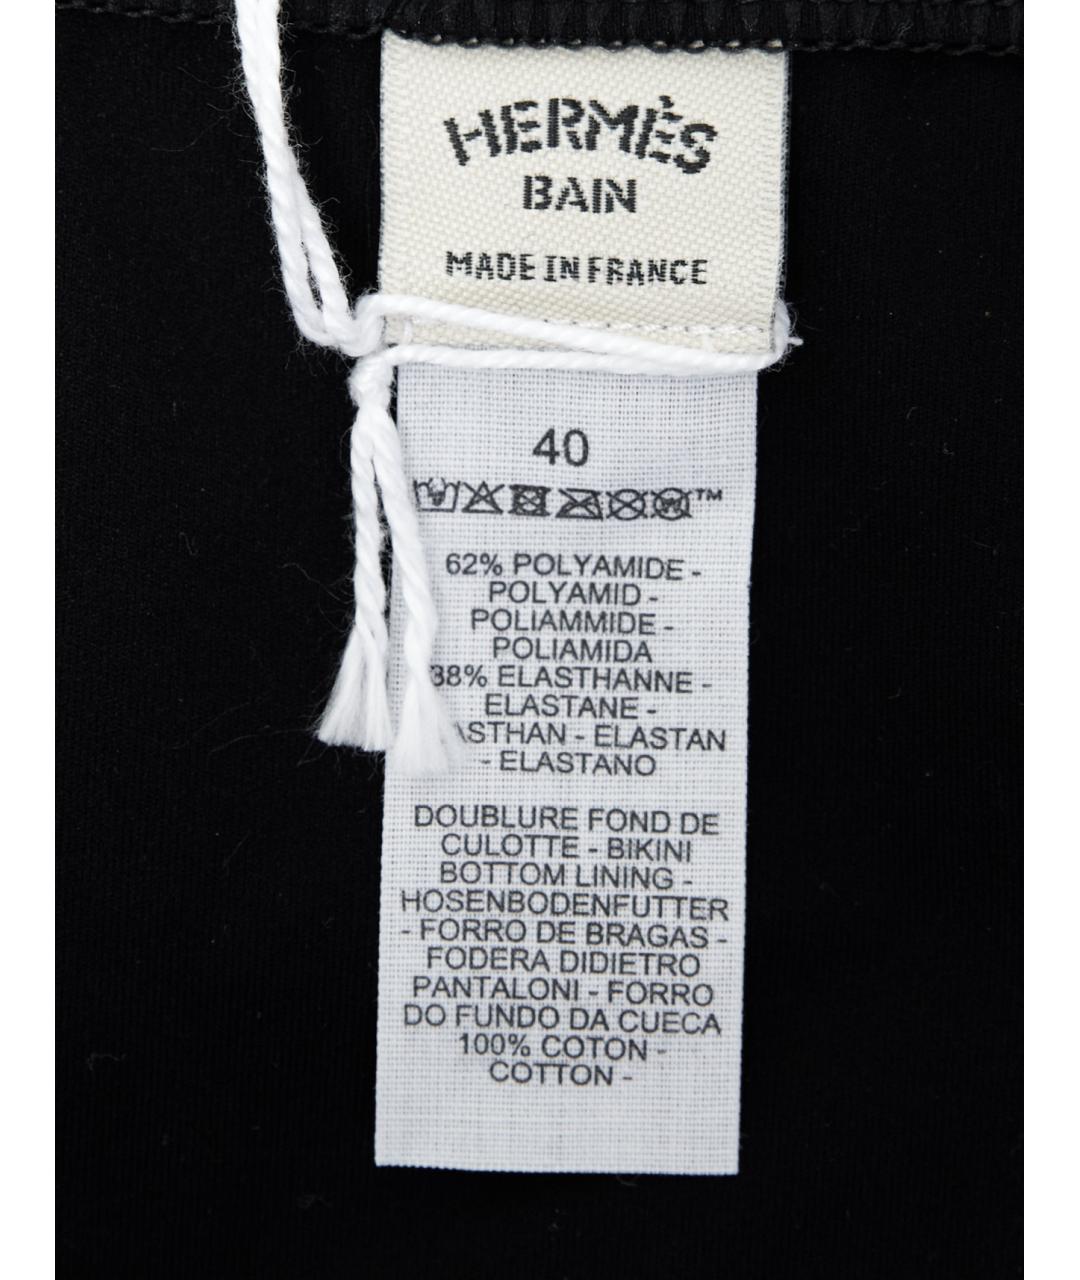 HERMÈS
BAIN
MADE IN FRANCE
40
TM
62% POLYAMIDE -
POLYAMID -
POLIAMMIDE -
POLIAMIDA
38% ELASTHANNE -
ELASTANE -
- ELASTAN
- ELASTANO
DOUBLURE FOND DE
CULOTTE - BIKINI
BOTTOM LINING -
HOSENBODENFUTTER
- FORRO DE BRAGAS -
FODERA DIDIETRO
PANTALONI - FORRO
DO FUNDO DA CUECA
100% COTON -
COTTON -